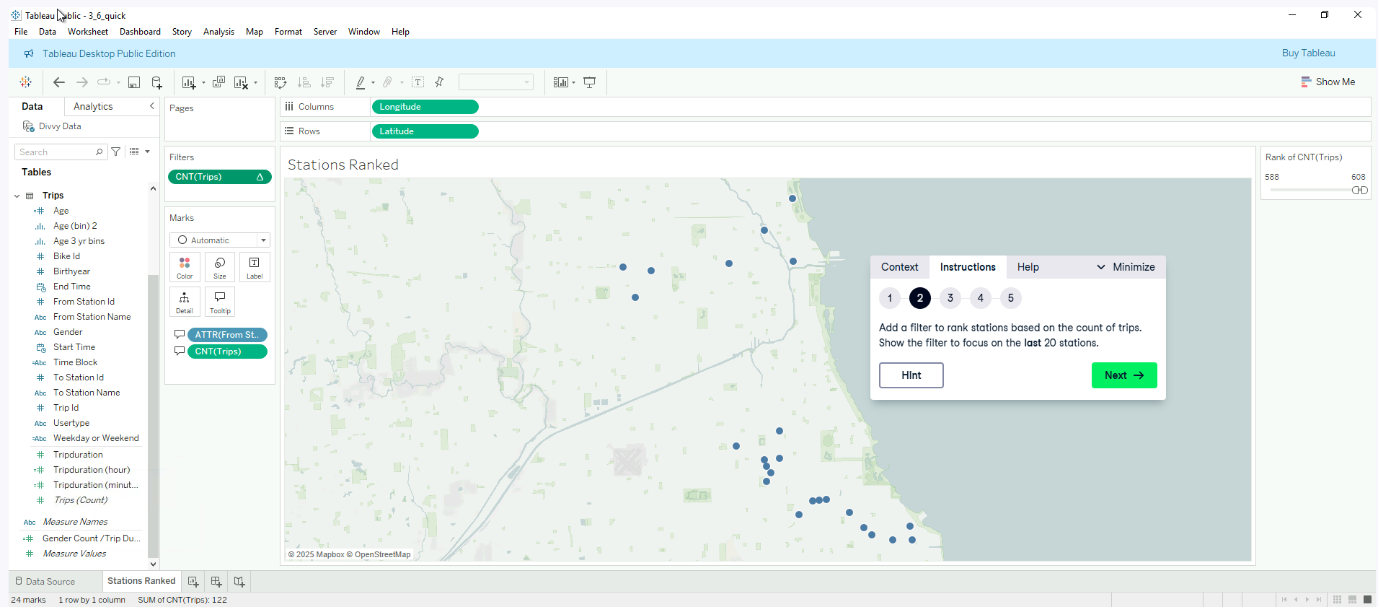 Tableau Public - 3_6_quick
File Data Worksheet Dashboard Story Analysis Map Format Server Window Help
Tableau Desktop Public Edition
Buy Tableau
Show Me
Data
Analytics
Divvy Data
Search
Tables
Trips
Age
Age (bin) 2
Age 3 yr bins
Bike Id
Birthyear
End Time
From Station Id
From Station Name
Gender
Start Time
Time Block
To Station Id
To Station Name
Trip Id
Usertype
Weekday or Weekend
Tripduration
Tripduration (hour)
Tripduration (minut...
Trips (Count)
Measure Names
Gender Count /Trip Du...
Measure Values
Pages
Filters
CNT(Trips)
Marks
Automatic
Color Size Label
Detail Tooltip
ATTR(From St..
CNT(Trips)
Columns Longitude
Rows Latitude
Stations Ranked
© 2025 Mapbox © OpenStreetMap
Context Instructions Help Minimize
1 2 3 4 5
Add a filter to rank stations based on the count of trips.
Show the filter to focus on the last 20 stations.
Hint
Next →
Rank of CNT(Trips)
588 608
Data Source
Stations Ranked
24 marks 1 row by 1 column SUM of CNT(Trips): 122